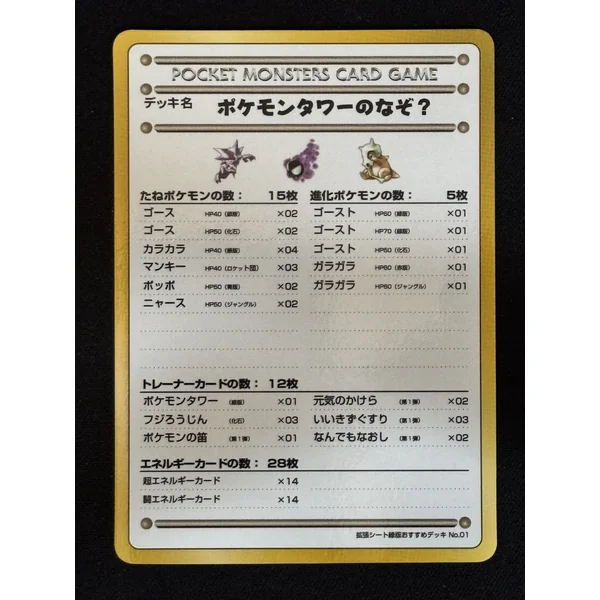 POCKET MONSTERS CARD GAME
デッキ名 ポケモンタワーのなぞ？
たねポケモンの数： 15枚
ゴース HP40（緑版） ×02
ゴース HP50（化石） ×02
カラカラ HP40（緑版） ×04
マンキー HP40（ロケット団） ×03
ポッポ HP50（青版） ×02
ニャース HP50（ジャングル） ×02
進化ポケモンの数： 5枚
ゴースト HP60（緑版） ×01
ゴースト HP70（緑版） ×01
ゴースト HP50（化石） ×01
ガラガラ HP60（赤版） ×01
ガラガラ HP60（ジャングル） ×01
トレーナーカードの数： 12枚
ポケモンタワー （緑版） ×01
フジろうじん （化石） ×03
ポケモンの笛 （第1弾） ×01
元気のかけら （第1弾） ×02
いいきずぐすり （第1弾） ×03
なんでもなおし （第1弾） ×02
エネルギーカードの数： 28枚
超エネルギーカード ×14
闘エネルギーカード ×14
拡張シート緑版おすすめデッキ No.01